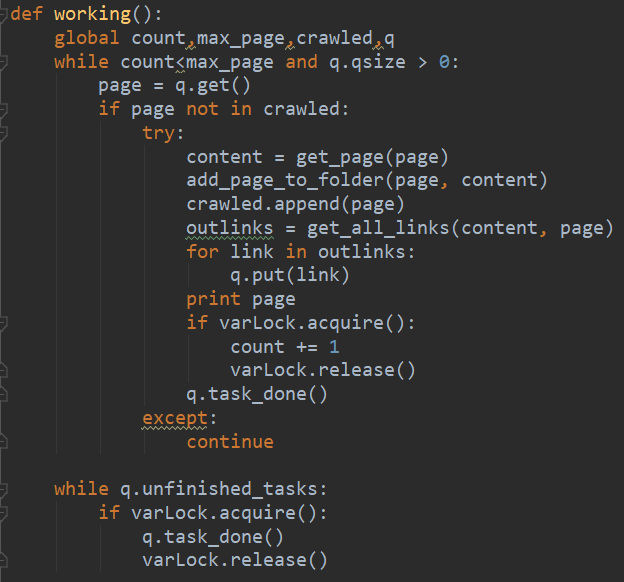 def working():
    global count,max_page,crawled,q
    while count<max_page and q.qsize > 0:
        page = q.get()
        if page not in crawled:
            try:
                content = get_page(page)
                add_page_to_folder(page, content)
                crawled.append(page)
                outlinks = get_all_links(content, page)
                for link in outlinks:
                    q.put(link)
                print page
                if varLock.acquire():
                    count += 1
                    varLock.release()
                q.task_done()
            except:
                continue

    while q.unfinished_tasks:
        if varLock.acquire():
            q.task_done()
            varLock.release()